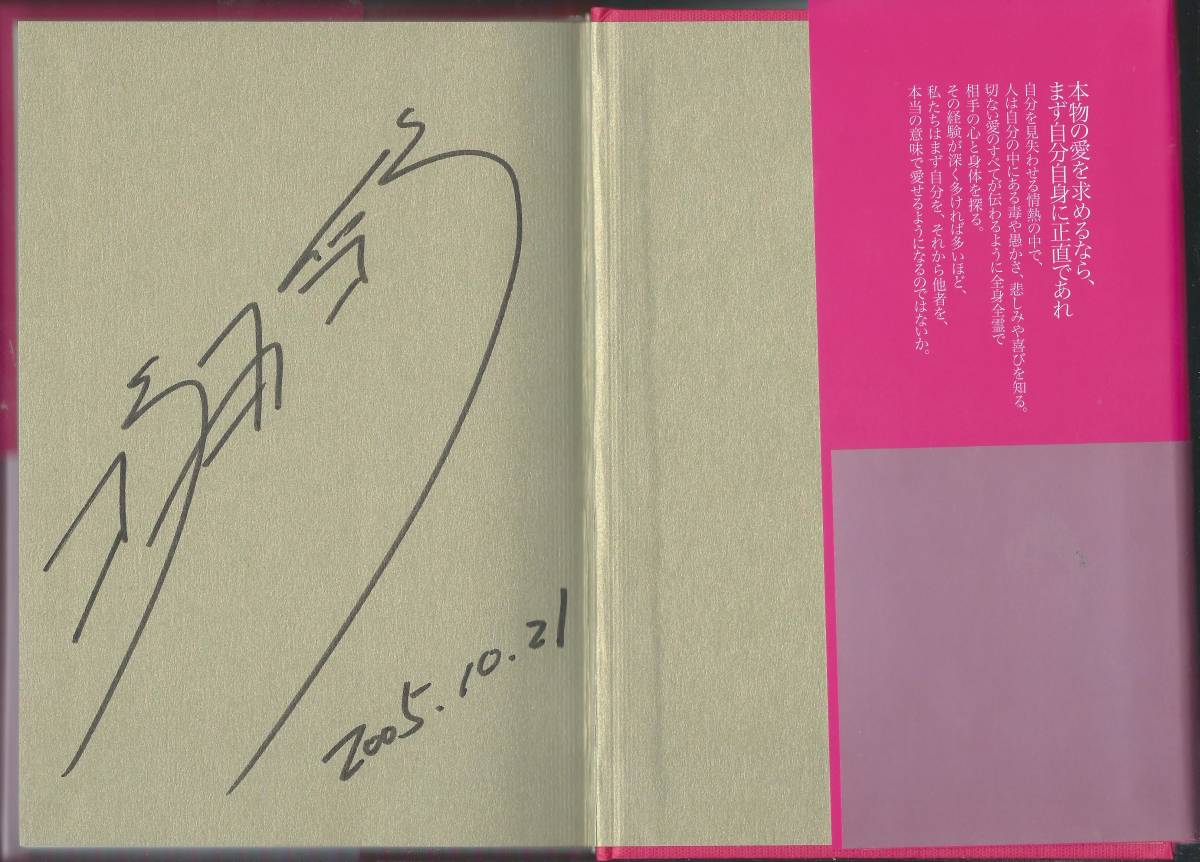 本物の愛を求めるなら、
まず自分自身に正直であれ
自分を見失わせる情熱の中で、
人は自分の中にある毒や愚かさ、悲しみや喜びを知る。
切ない愛のすべてが伝わるように全身全霊で
相手の心と身体を探る。
その経験が深く多ければ多いほど、
私たちはまず自分を、それから他者を、
本当の意味で愛せるようになるのではないか。
2005.10.21